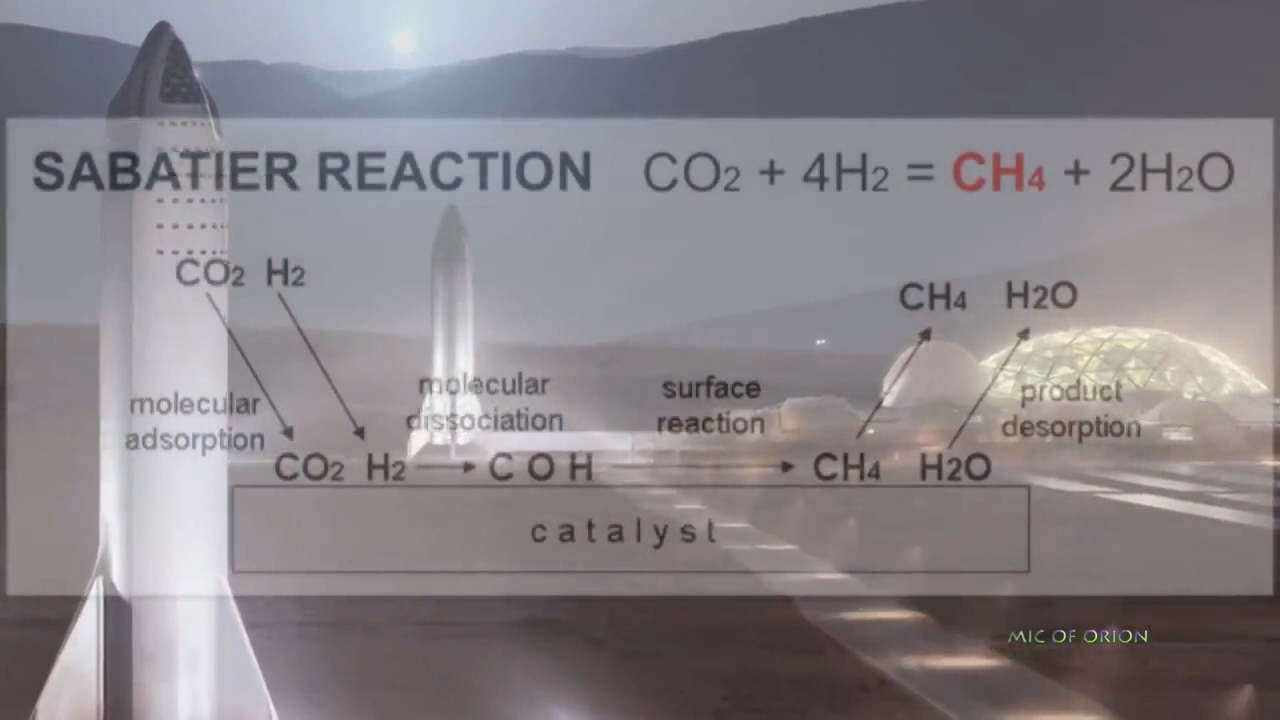 SABATIER REACTION CO2 + 4H2 = CH4 + 2H2O
CO2 H2
CH4 H2O
molecular
adsorption
molecular
dissociation
surface
reaction
product
desorption
CO2 H2 C O H CH4 H2O
catalyst
MIC OF ORION